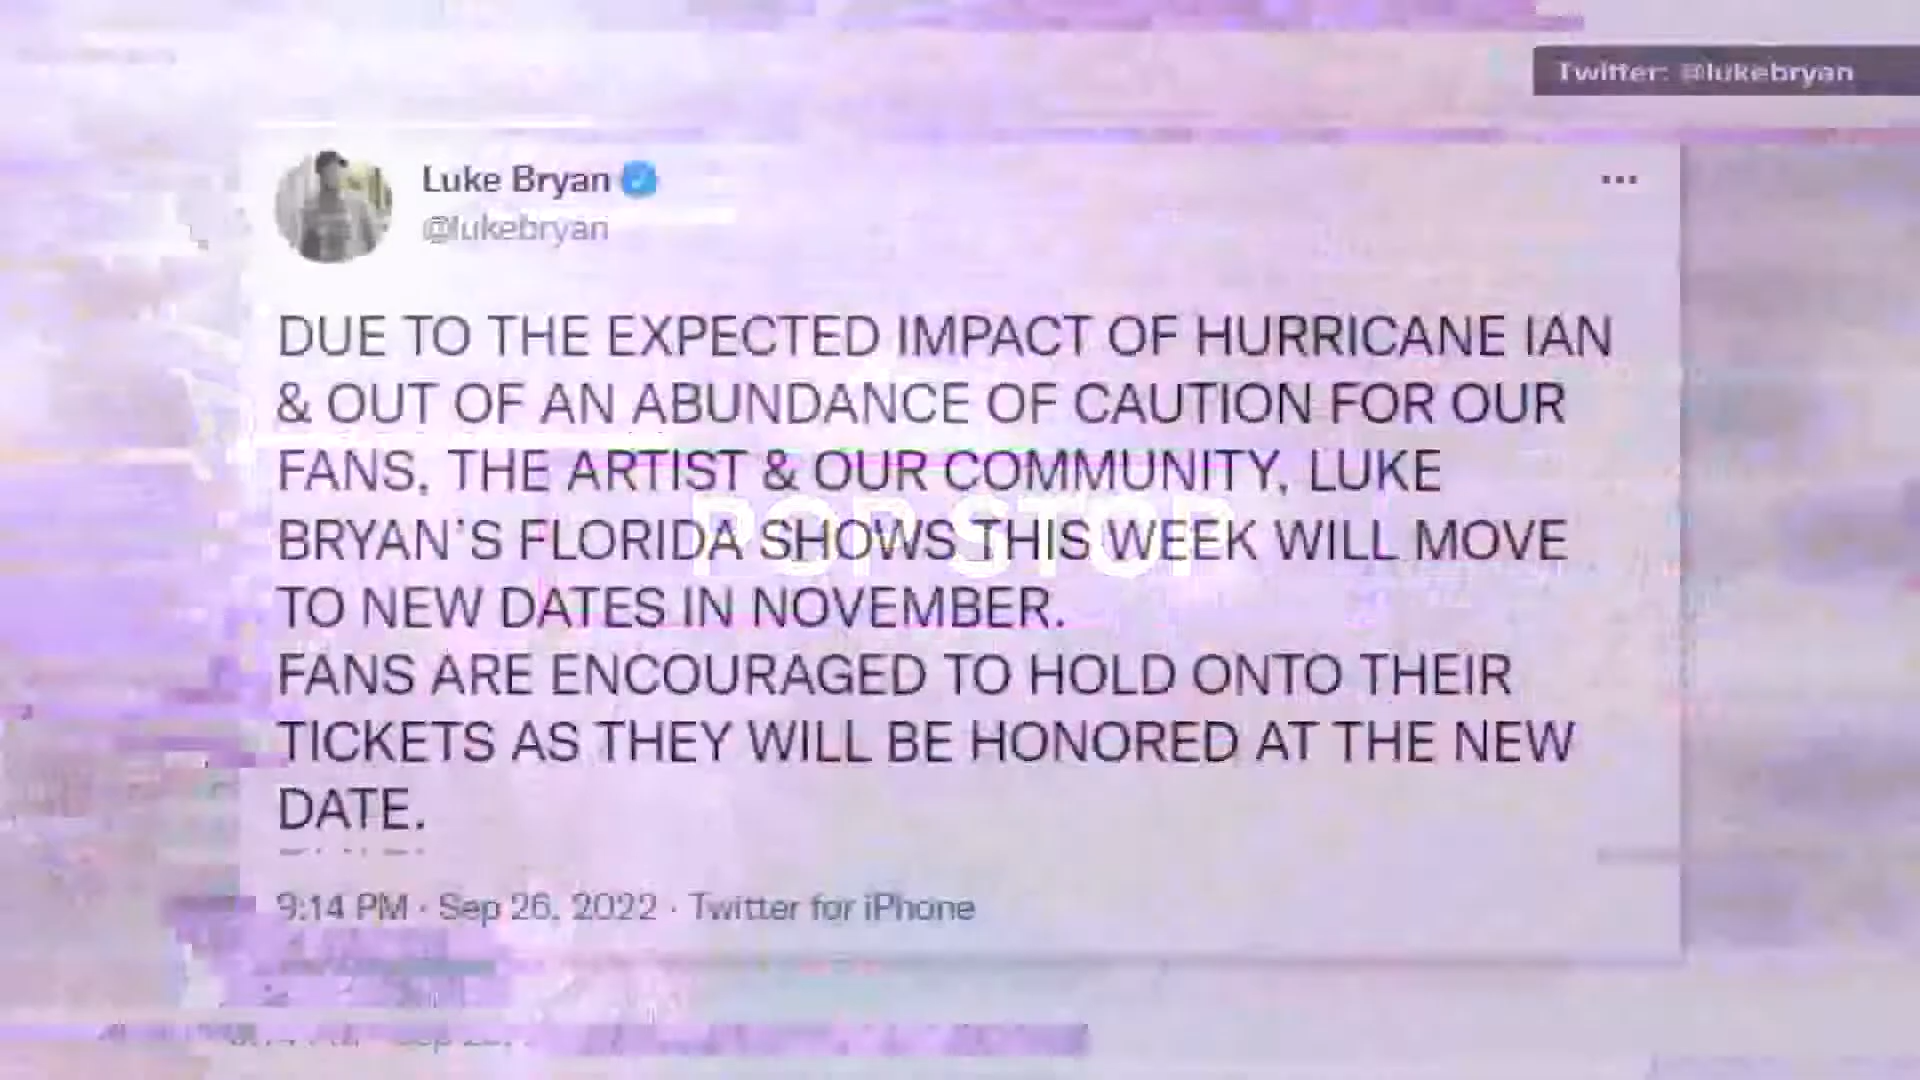 Twitter: @lukebryan
Luke Bryan
@lukebryan
DUE TO THE EXPECTED IMPACT OF HURRICANE IAN
& OUT OF AN ABUNDANCE OF CAUTION FOR OUR
FANS, THE ARTIST & OUR COMMUNITY, LUKE
BRYAN'S FLORIDA SHOWS THIS WEEK WILL MOVE
TO NEW DATES IN NOVEMBER.
FANS ARE ENCOURAGED TO HOLD ONTO THEIR
TICKETS AS THEY WILL BE HONORED AT THE NEW
DATE.
9:14 PM · Sep 26, 2022 · Twitter for iPhone
POP STOP